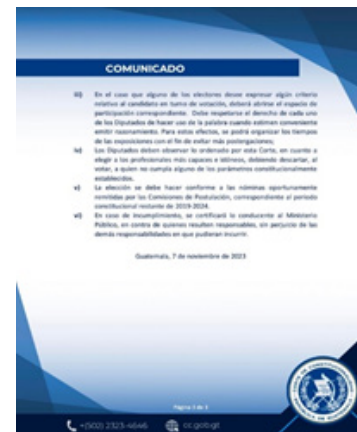 COMUNICADO
iii) En el caso que alguno de los electores desee expresar algún criterio
relativo al candidato en turno de votación, deberá abrirse el espacio de
participación correspondiente. Debe respetarse el derecho de cada uno
de los Diputados de hacer uso de la palabra cuando estimen conveniente
emitir razonamiento. Para estos efectos, se podrá organizar los tiempos
de las exposiciones con el fin de evitar más postergaciones;
iv) Los Diputados deben observar lo ordenado por esta Corte, en cuanto a
elegir a los profesionales más capaces e idóneos, debiendo descartar, al
votar, a quien no cumpla alguno de los parámetros constitucionalmente
establecidos.
v) La elección se debe hacer conforme a las nóminas oportunamente
remitidas por las Comisiones de Postulación, correspondiente al periodo
constitucional restante de 2019-2024.
vi) En caso de incumplimiento, se certificará lo conducente al Ministerio
Público, en contra de quienes resulten responsables, sin perjuicio de las
demás responsabilidades en que pudieran incurrir.
Guatemala, 7 de noviembre de 2023
Página 3 de 3
+(502) 2323-4646 cc.gob.gt